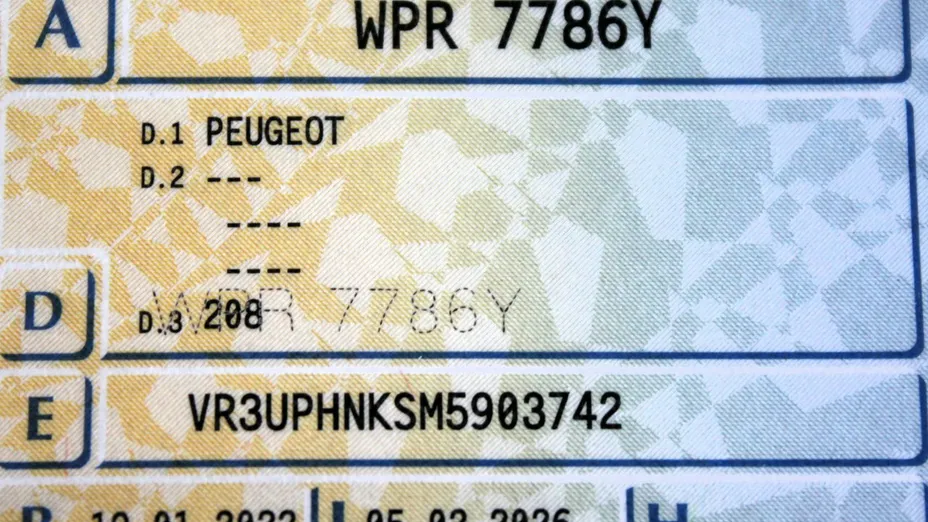 A WPR 7786Y
D.1 PEUGEOT
D.2 ---
----
----
D
D.3 208
WPR 7786Y
E VR3UPHNKSM5903742
B I H